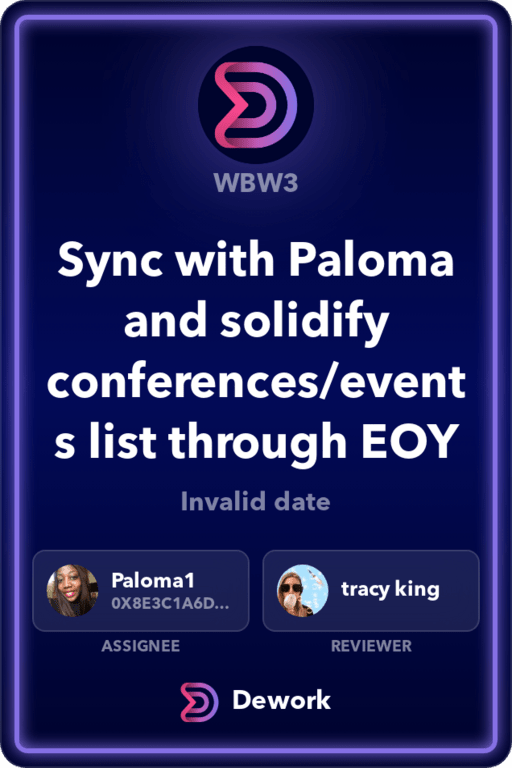 WBW3
Sync with Paloma
and solidify
conferences/event
s list through EOY
Invalid date
Paloma1
0X8E3C1A6D...
tracy king
ASSIGNEE
REVIEWER
Dework